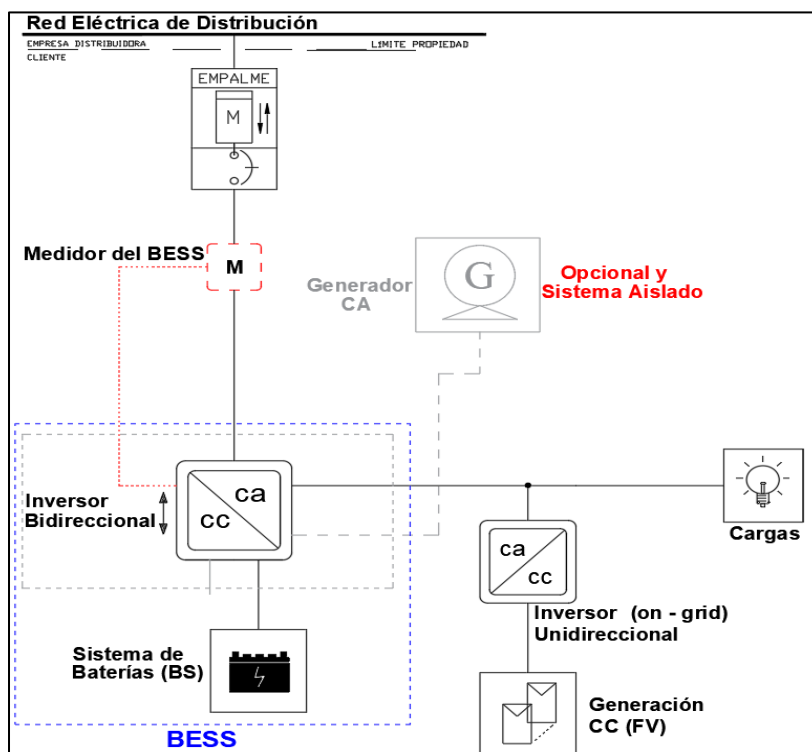 Red Eléctrica de Distribución
EMPRESA DISTRIBUIDORA
LIMITE PROPIEDAD
CLIENTE
EMPALME
M
Medidor del BESS
M
Generador
CA
G
Opcional y
Sistema Aislado
Inversor
Bidireccional
ca
cc
Cargas
ca
cc
Inversor (on - grid)
Unidireccional
Sistema de
Baterías (BS)
Generación
CC (FV)
BESS